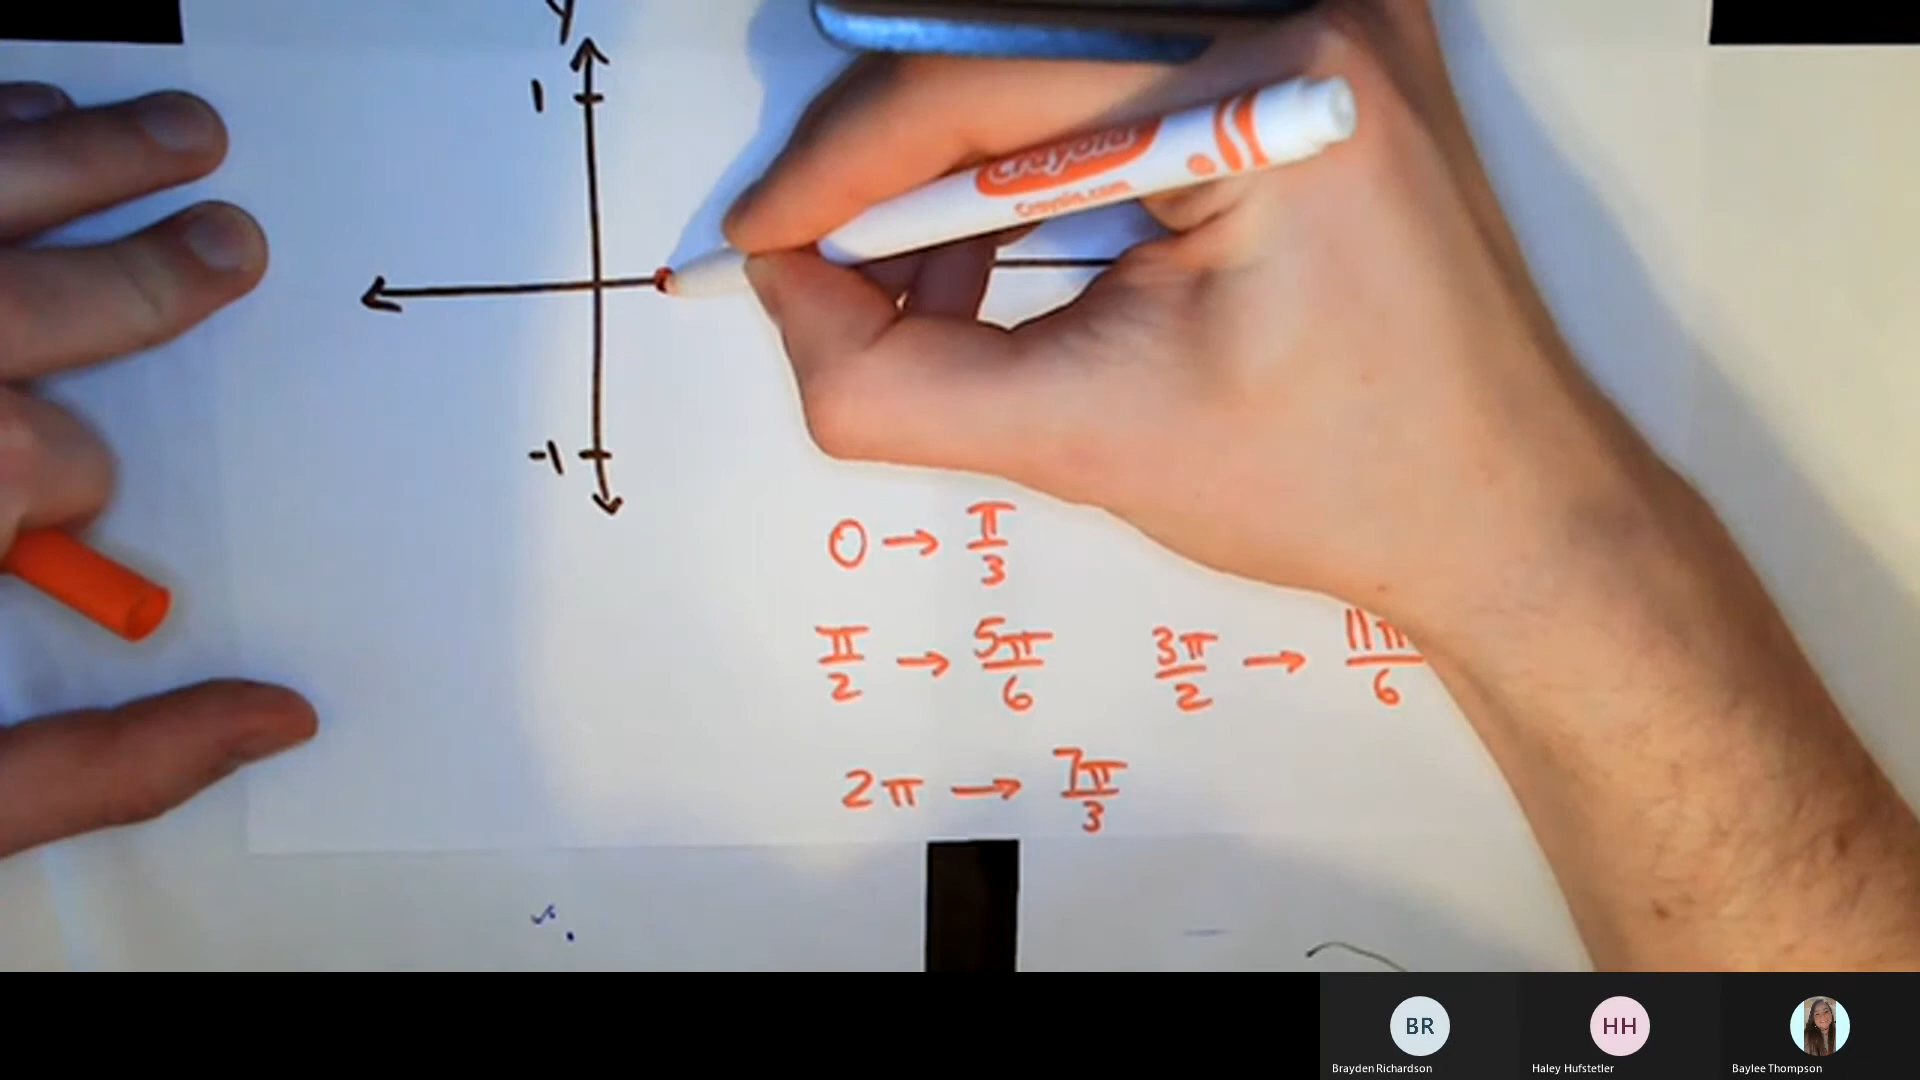 y
1
Crayola
Crayola.com
-1
0 → π/3
π/2 → 5π/6 3π/2 → 11π/6
2π → 7π/3
BR HH
Brayden Richardson Haley Hufstetler Baylee Thompson